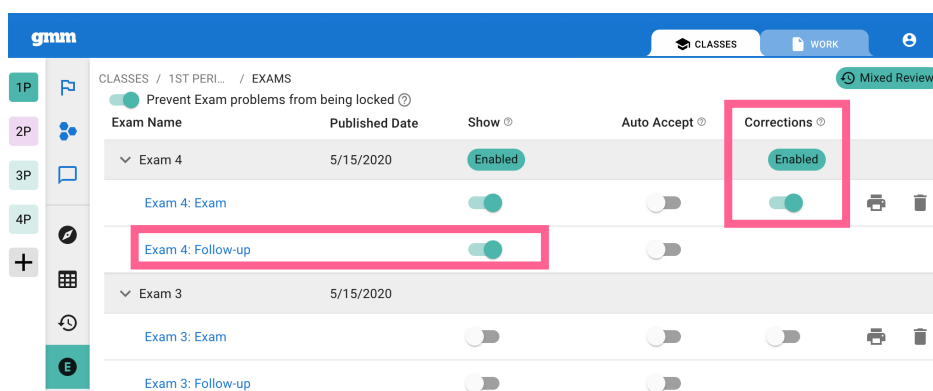 gmm
CLASSES
WORK
1P
2P
3P
4P
CLASSES / 1ST PERI... / EXAMS
Mixed Review
Prevent Exam problems from being locked ?
Exam Name Published Date Show ? Auto Accept ? Corrections ?
Exam 4 5/15/2020 Enabled Enabled
Exam 4: Exam
Exam 4: Follow-up
Exam 3 5/15/2020
Exam 3: Exam
E
Exam 3: Follow-up